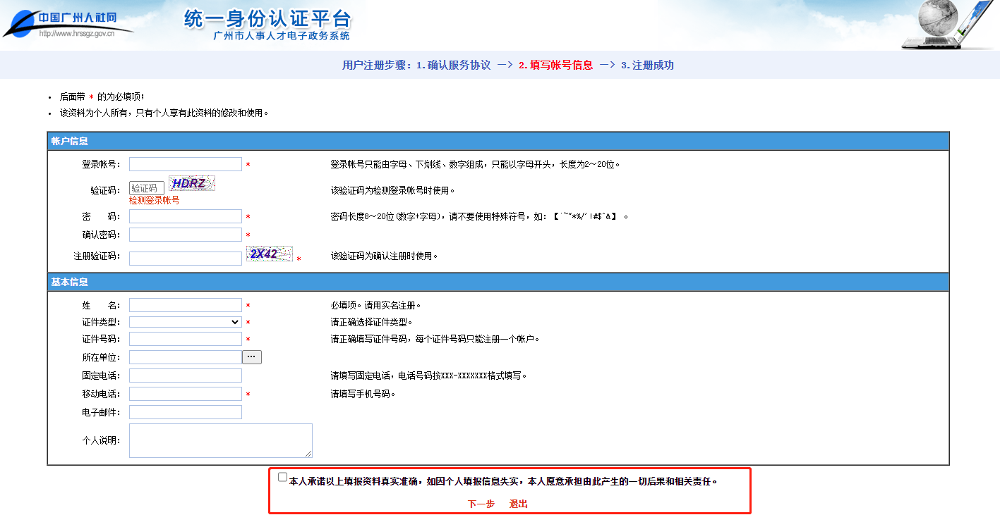 中国广州人社网
http://www.hrssgz.gov.cn
统一身份认证平台
广州市人事人才电子政务系统
用户注册步骤：1.确认服务协议 —> 2.填写帐号信息 —> 3.注册成功
• 后面带 * 的为必填项；
• 该资料为个人所有，只有个人享有此资料的修改和使用。
帐户信息
登录帐号： * 登录帐号只能由字母、下划线、数字组成，只能以字母开头，长度为2～20位。
验证码： 验证码 HDRZ 该验证码为检测登录帐号时使用。
检测登录帐号
密 码： * 密码长度8～20位(数字+字母)，请不要使用特殊符号，如：【`~"*%/'!#$^&】 。
确认密码： *
注册验证码： 2X42 * 该验证码为确认注册时使用。
基本信息
姓 名： * 必填项。请用实名注册。
证件类型： * 请正确选择证件类型。
证件号码： * 请正确填写证件号码，每个证件号码只能注册一个帐户。
所在单位： ...
固定电话： 请填写固定电话，电话号码按XXX-XXXXXXX格式填写。
移动电话： * 请填写手机号码。
电子邮件：
个人说明：
本人承诺以上填报资料真实准确，如因个人填报信息失实，本人愿意承担由此产生的一切后果和相关责任。
下一步 退出